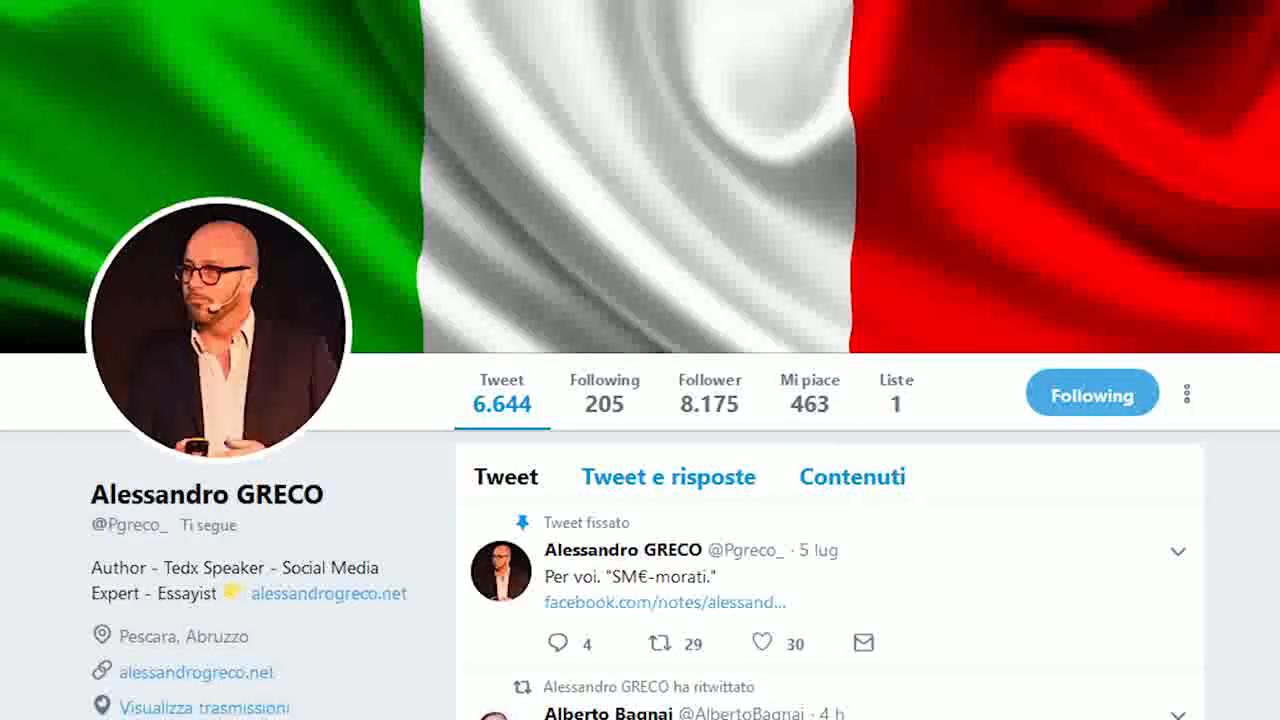 Tweet Following Follower Mi piace Liste
6.644 205 8.175 463 1
Following
Alessandro GRECO
@Pgreco_ Ti segue
Author - Tedx Speaker - Social Media
Expert - Essayist alessandrogreco.net
Pescara, Abruzzo
alessandrogreco.net
Visualizza trasmissioni
Tweet Tweet e risposte Contenuti
Tweet fissato
Alessandro GRECO @Pgreco_ · 5 lug
Per voi. "SM€-morati."
facebook.com/notes/alessand...
4 29 30
Alessandro GRECO ha ritwittato
Alberto Bagnai @AlbertoBagnai · 4 h